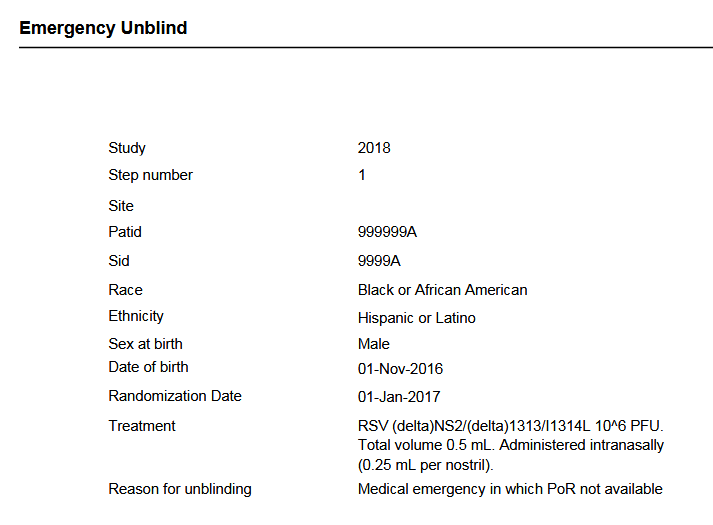 Emergency Unblind
Study 2018
Step number 1
Site
Patid 999999A
Sid 9999A
Race Black or African American
Ethnicity Hispanic or Latino
Sex at birth Male
Date of birth 01-Nov-2016
Randomization Date 01-Jan-2017
Treatment RSV (delta)NS2/(delta)1313/I1314L 10^6 PFU.
Total volume 0.5 mL. Administered intranasally
(0.25 mL per nostril).
Reason for unblinding Medical emergency in which PoR not available